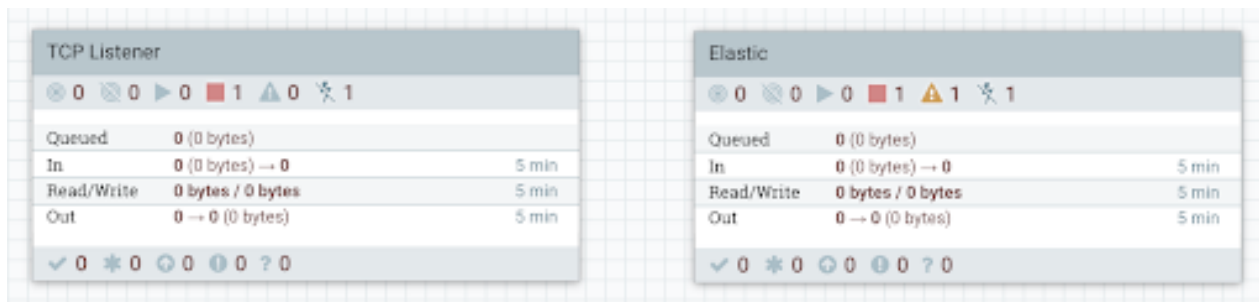 TCP Listener
0 0 0 1 0 1
Queued 0 (0 bytes)
In 0 (0 bytes) → 0 5 min
Read/Write 0 bytes / 0 bytes 5 min
Out 0 → 0 (0 bytes) 5 min
0 0 0 0 ? 0
Elastic
0 0 0 1 1 1
Queued 0 (0 bytes)
In 0 (0 bytes) → 0 5 min
Read/Write 0 bytes / 0 bytes 5 min
Out 0 → 0 (0 bytes) 5 min
0 0 0 0 ? 0